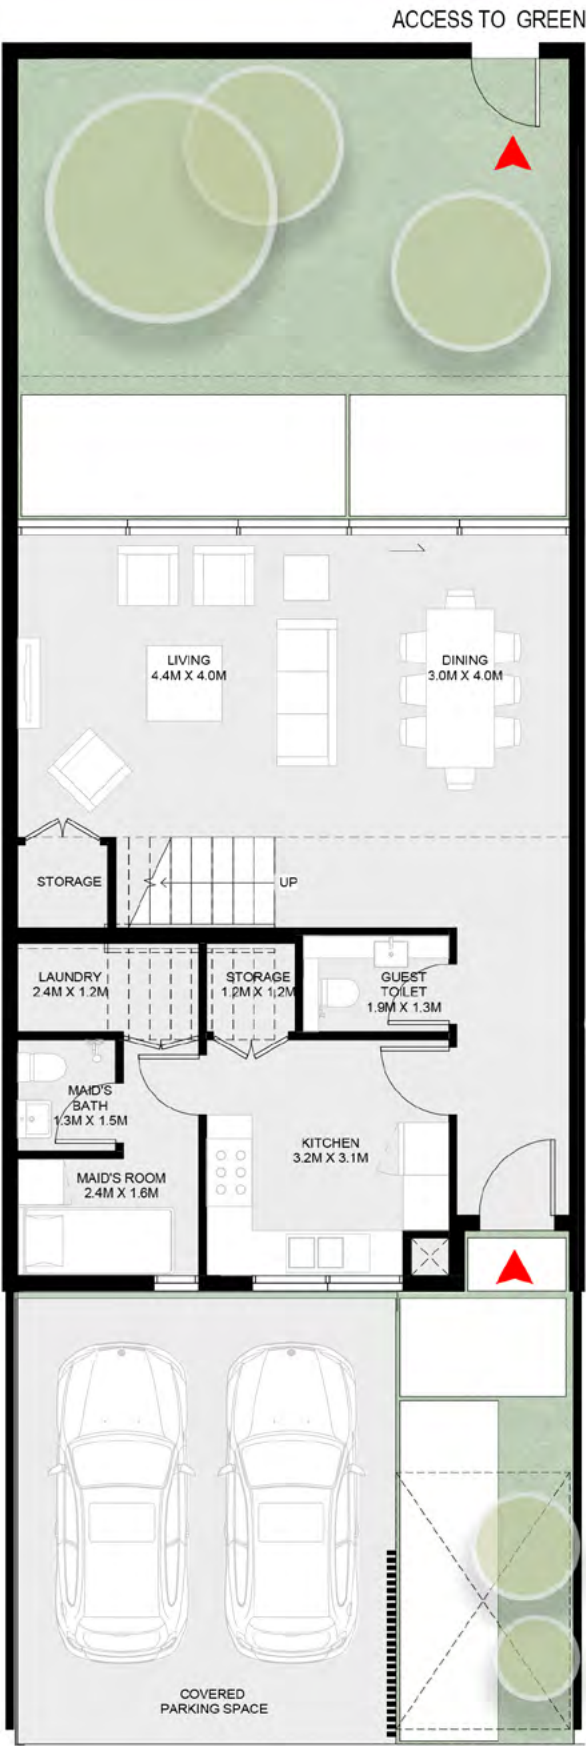 ACCESS TO GREEN
LIVING
4.4M X 4.0M
DINING
3.0M X 4.0M
STORAGE
UP
LAUNDRY
2.4M X 1.2M
STORAGE
1.2M X 1.2M
GUEST
TOILET
1.9M X 1.3M
MAID'S
BATH
1.3M X 1.5M
KITCHEN
3.2M X 3.1M
MAID'S ROOM
2.4M X 1.6M
COVERED
PARKING SPACE